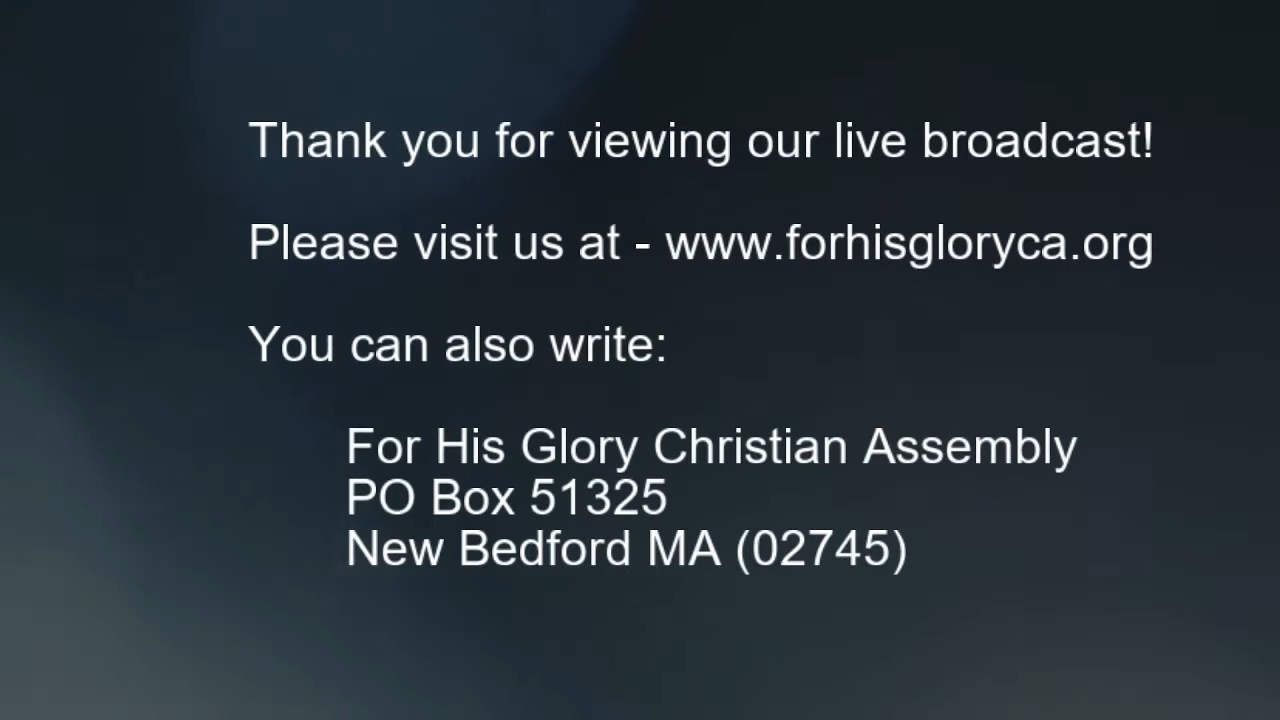 Thank you for viewing our live broadcast!
Please visit us at - www.forhisgloryca.org
You can also write:
For His Glory Christian Assembly
PO Box 51325
New Bedford MA (02745)